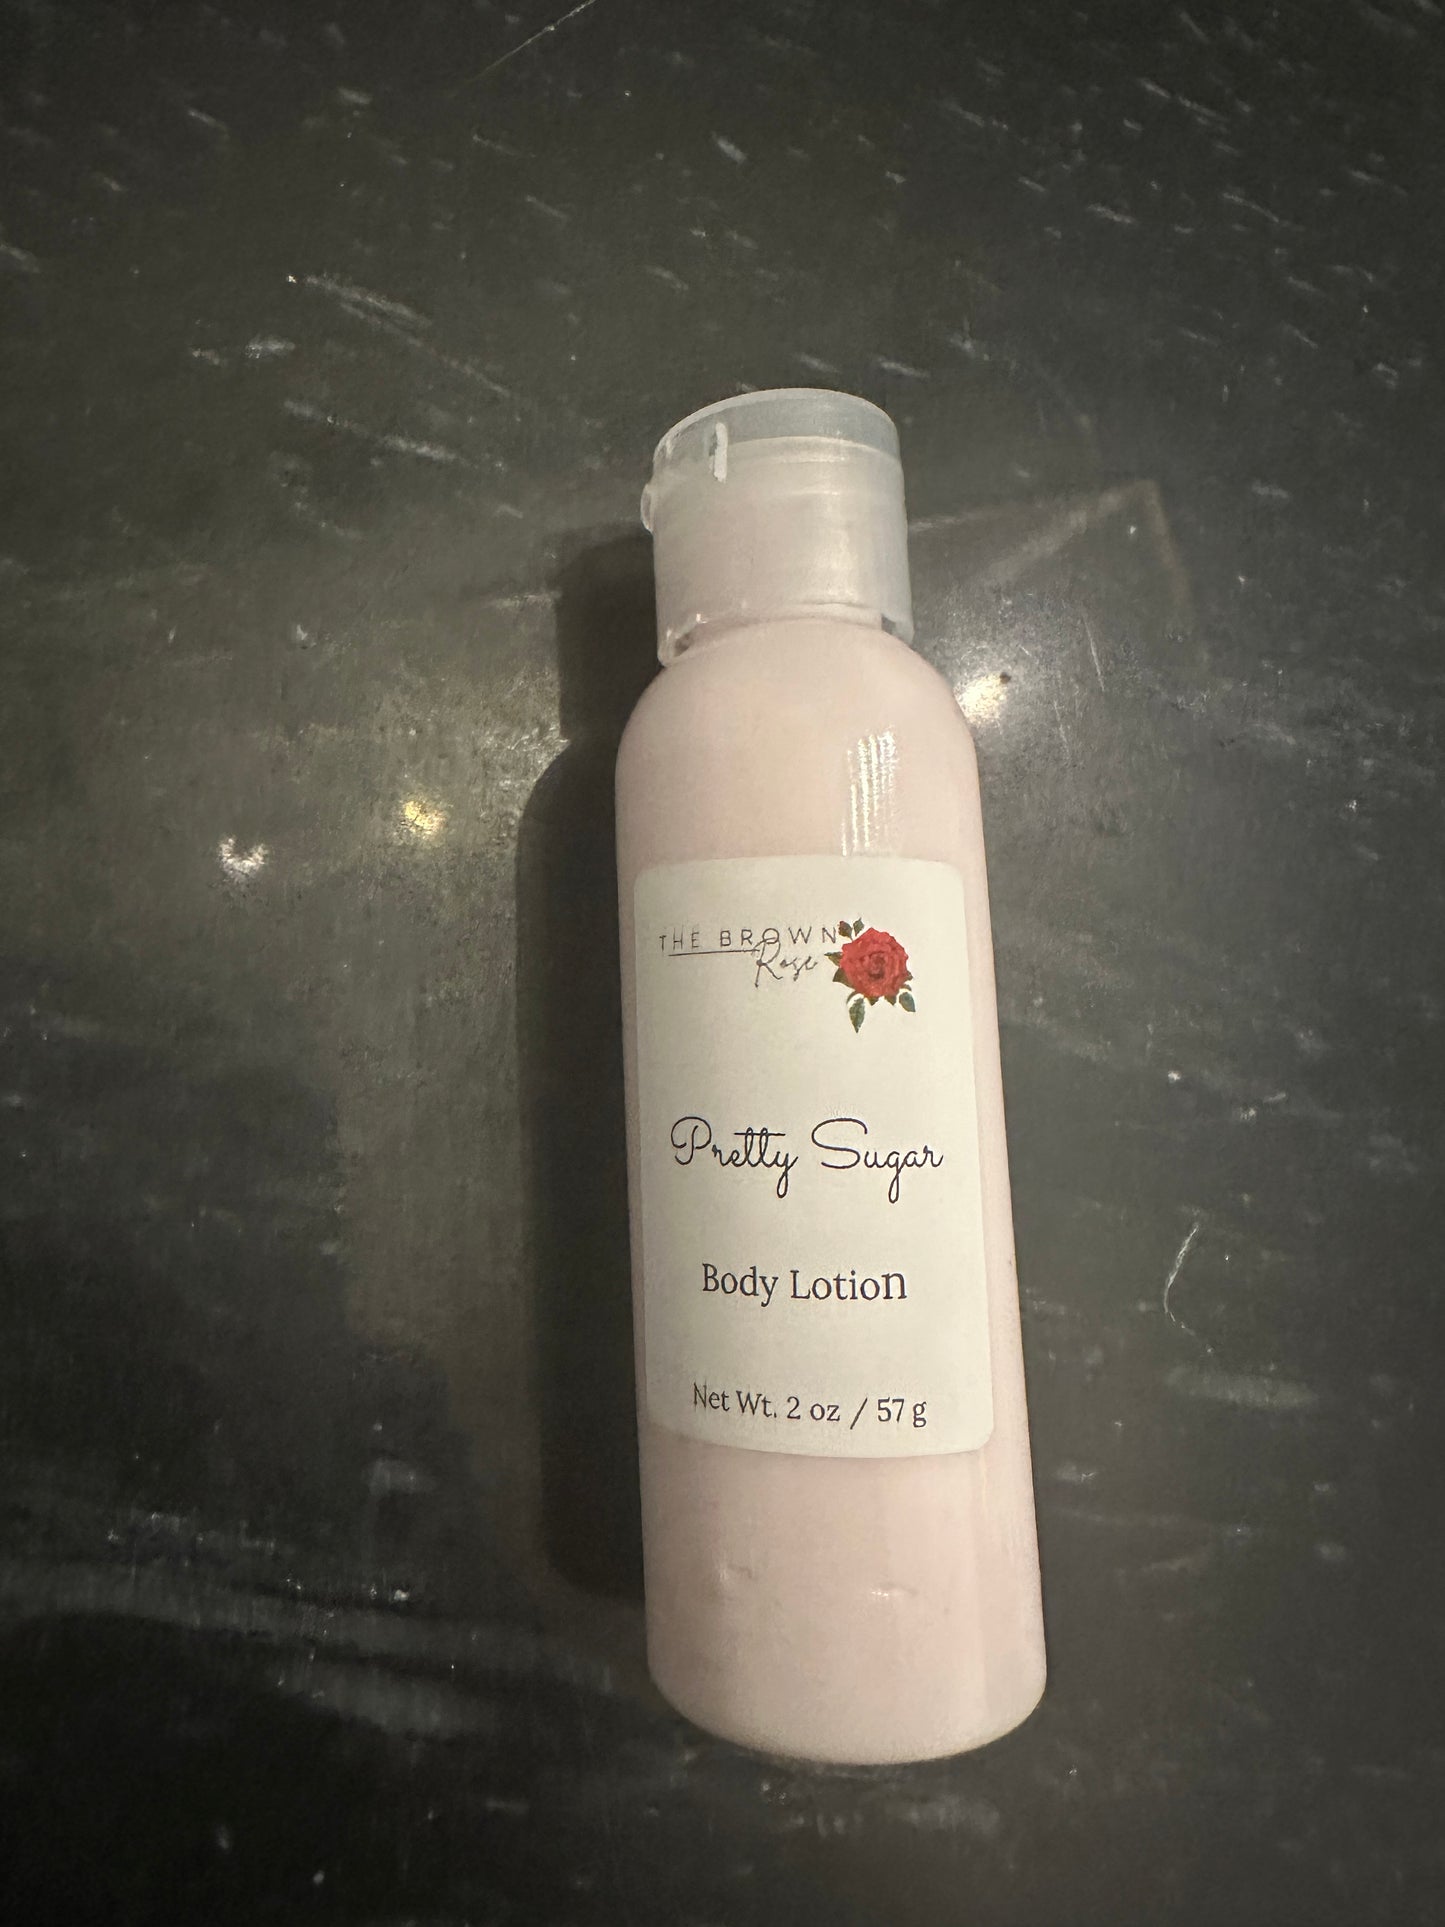 THE BROWN
Rose
Pretty Sugar
Body Lotion
Net Wt. 2 oz / 57 g